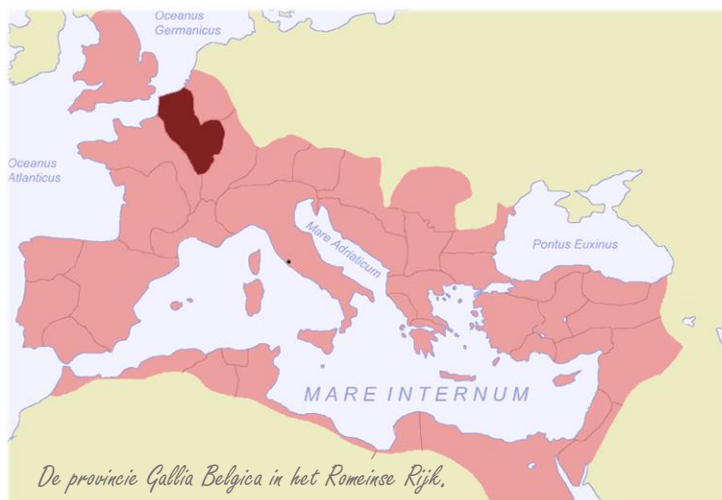 Oceanus
Germanicus
Oceanus
Atlanticus
Mare Adriaticum
Pontus Euxinus
MARE INTERNUM
De provincie Gallia Belgica in het Romeinse Rijk.